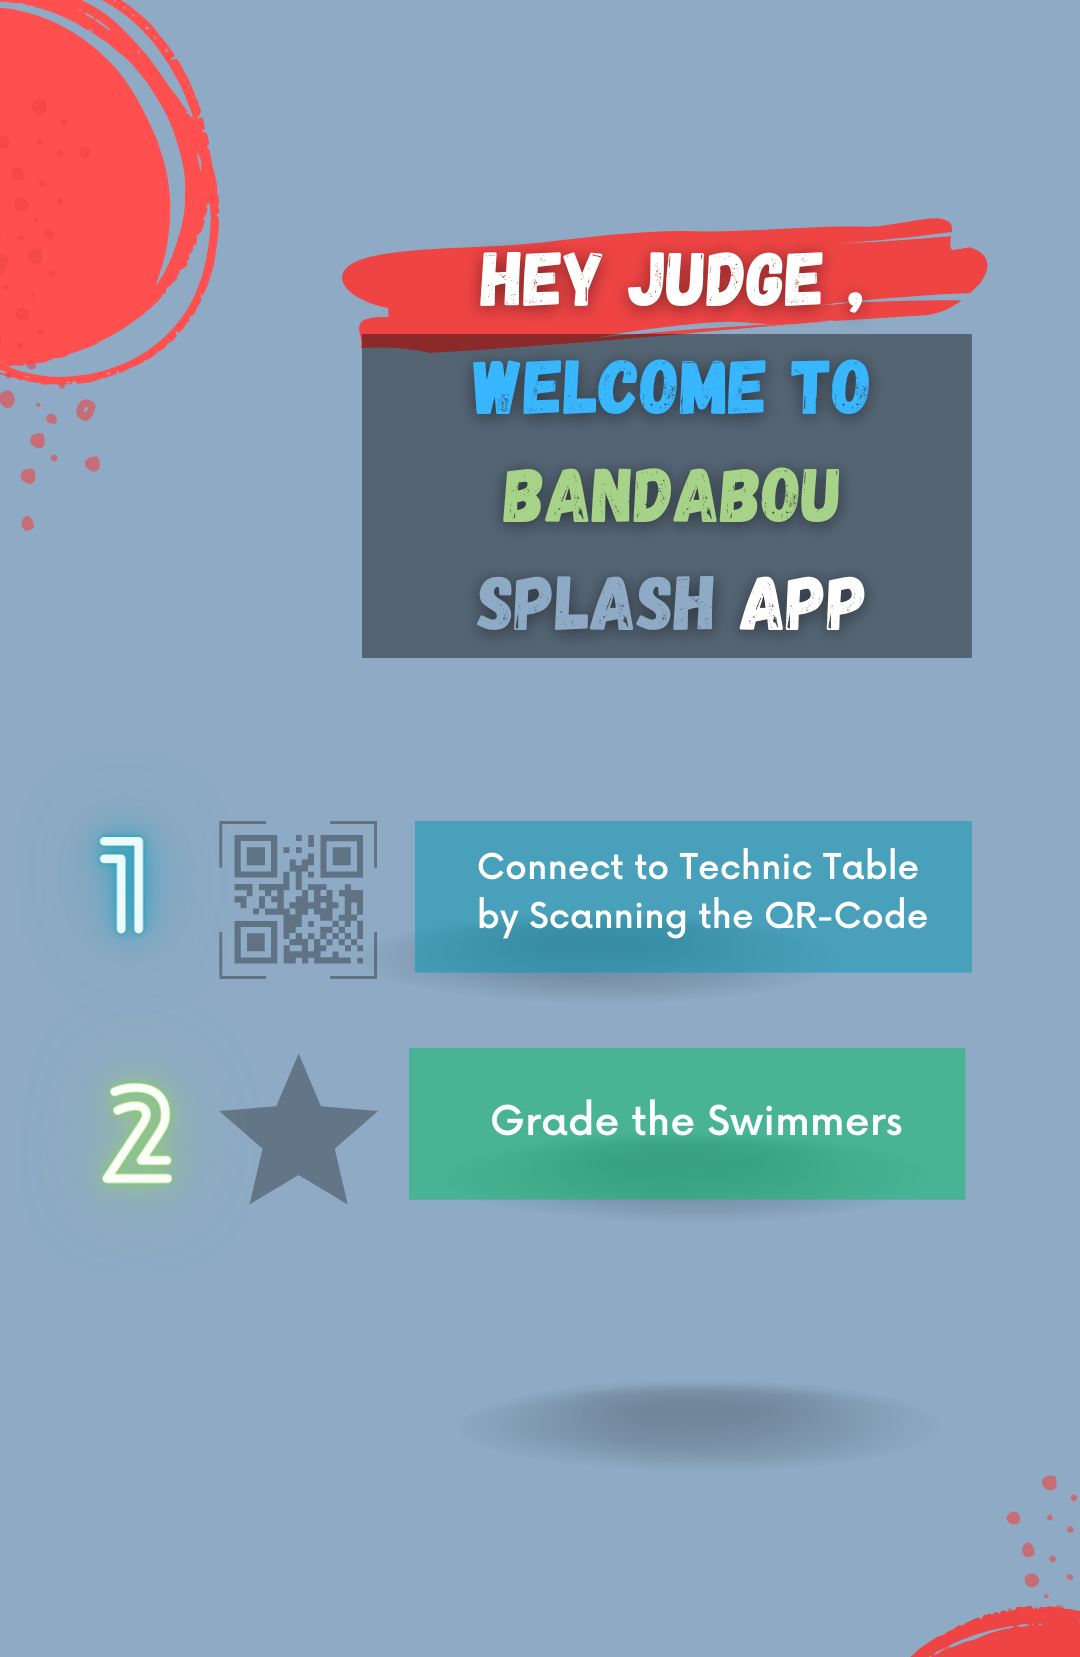 HEY JUDGE ,
WELCOME TO
BANDABOU
SPLASH APP
1
Connect to Technic Table
by Scanning the QR-Code
2
Grade the Swimmers